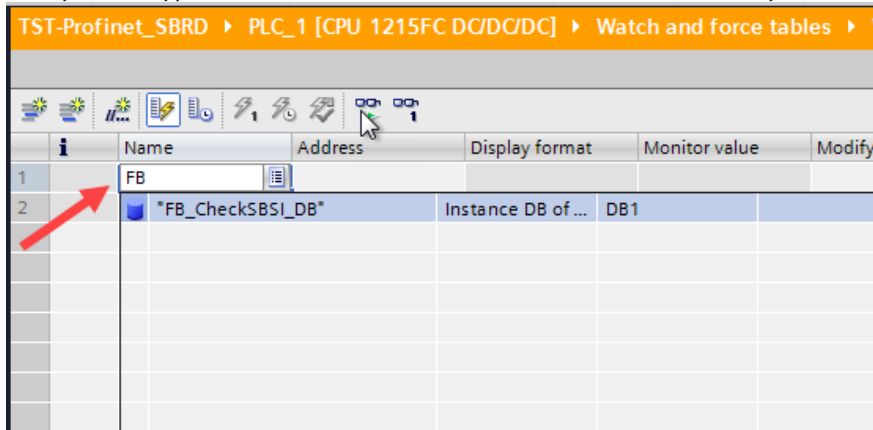 TST-Profinet_SBRD ▸ PLC_1 [CPU 1215FC DC/DC/DC] ▸ Watch and force tables ▸
i Name Address Display format Monitor value Modify
1 FB
2 "FB_CheckSBSI_DB" Instance DB of ... DB1